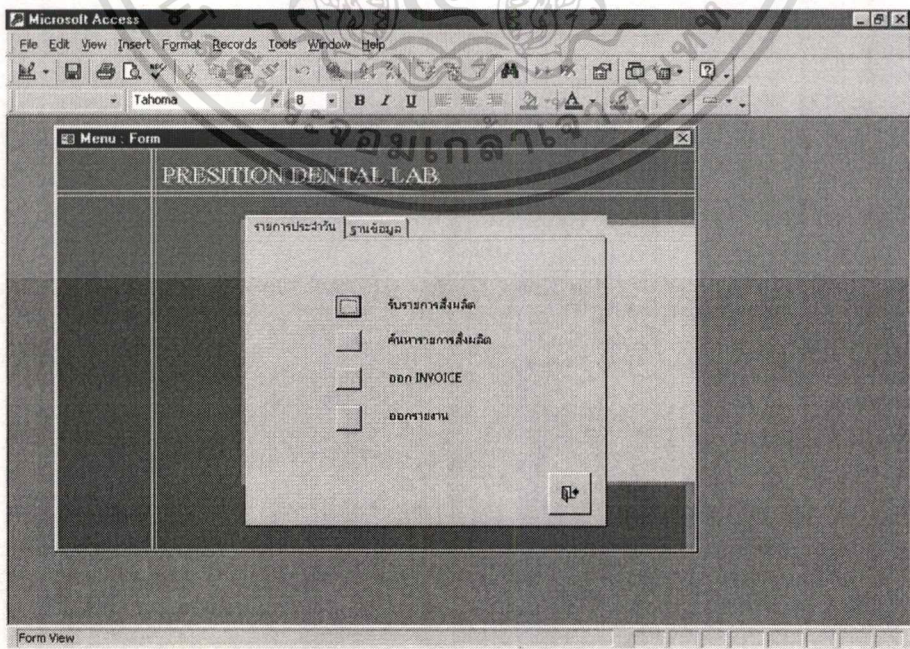 Microsoft Access
File Edit View Insert Format Records Tools Window Help
Tahoma 8 B I U
Menu : Form
PRESITION DENTAL LAB
รายการประจำวัน ฐานข้อมูล
รับรายการสั่งผลิต
ค้นหารายการสั่งผลิต
ออก INVOICE
ออกรายงาน
Form View